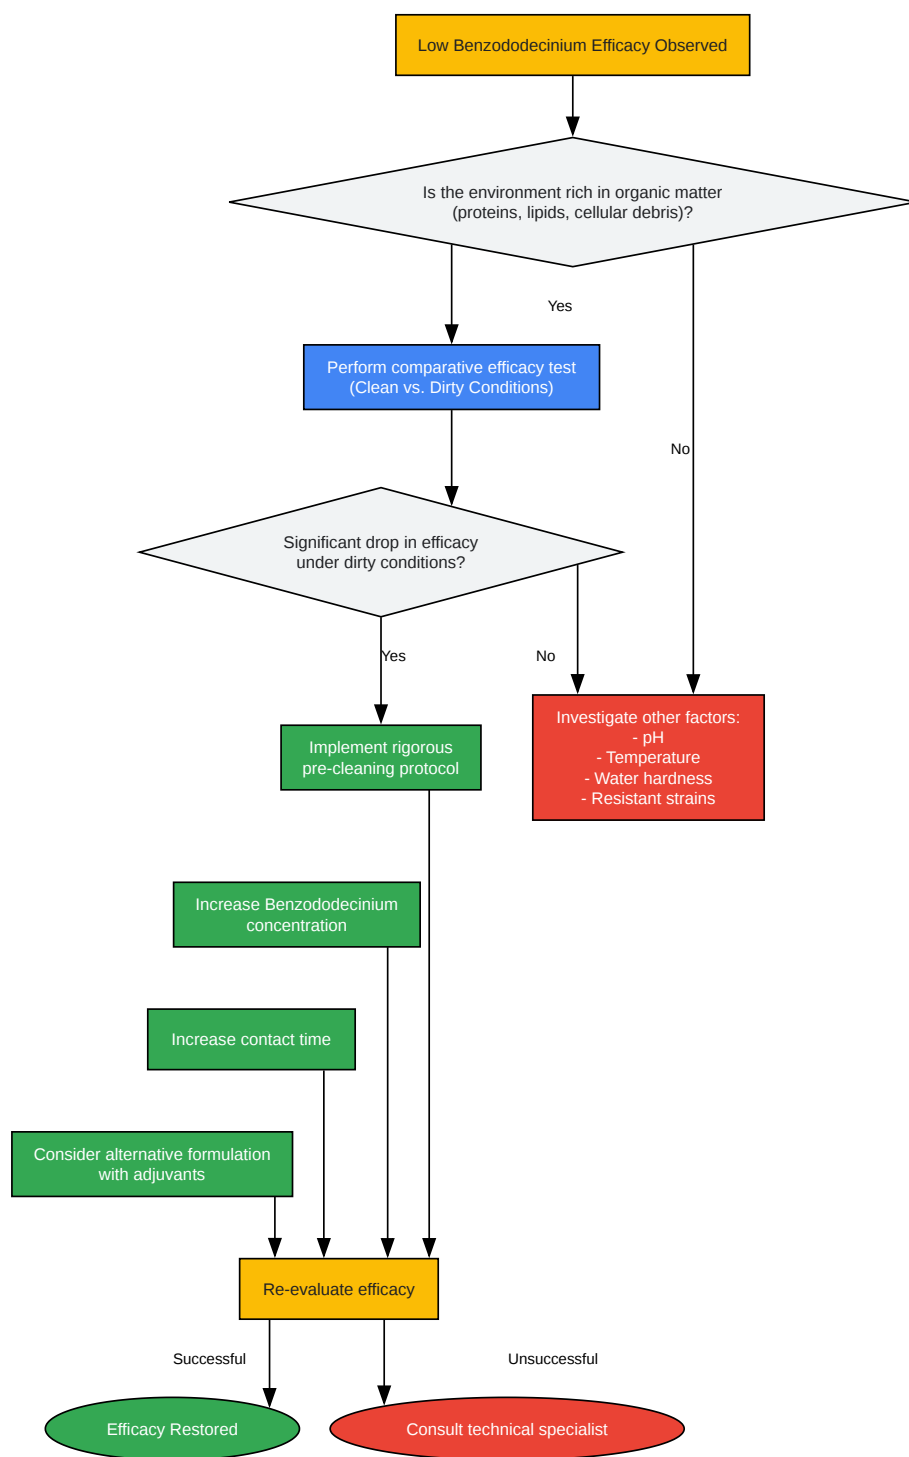 Low Benzododecinium Efficacy Observed
Is the environment rich in organic matter
(proteins, lipids, cellular debris)?
Yes
Perform comparative efficacy test
(Clean vs. Dirty Conditions)
No
Significant drop in efficacy
under dirty conditions?
Yes
No
Investigate other factors:
- pH
- Temperature
- Water hardness
- Resistant strains
Implement rigorous
pre-cleaning protocol
Increase Benzododecinium
concentration
Increase contact time
Consider alternative formulation
with adjuvants
Re-evaluate efficacy
Successful
Unsuccessful
Efficacy Restored
Consult technical specialist